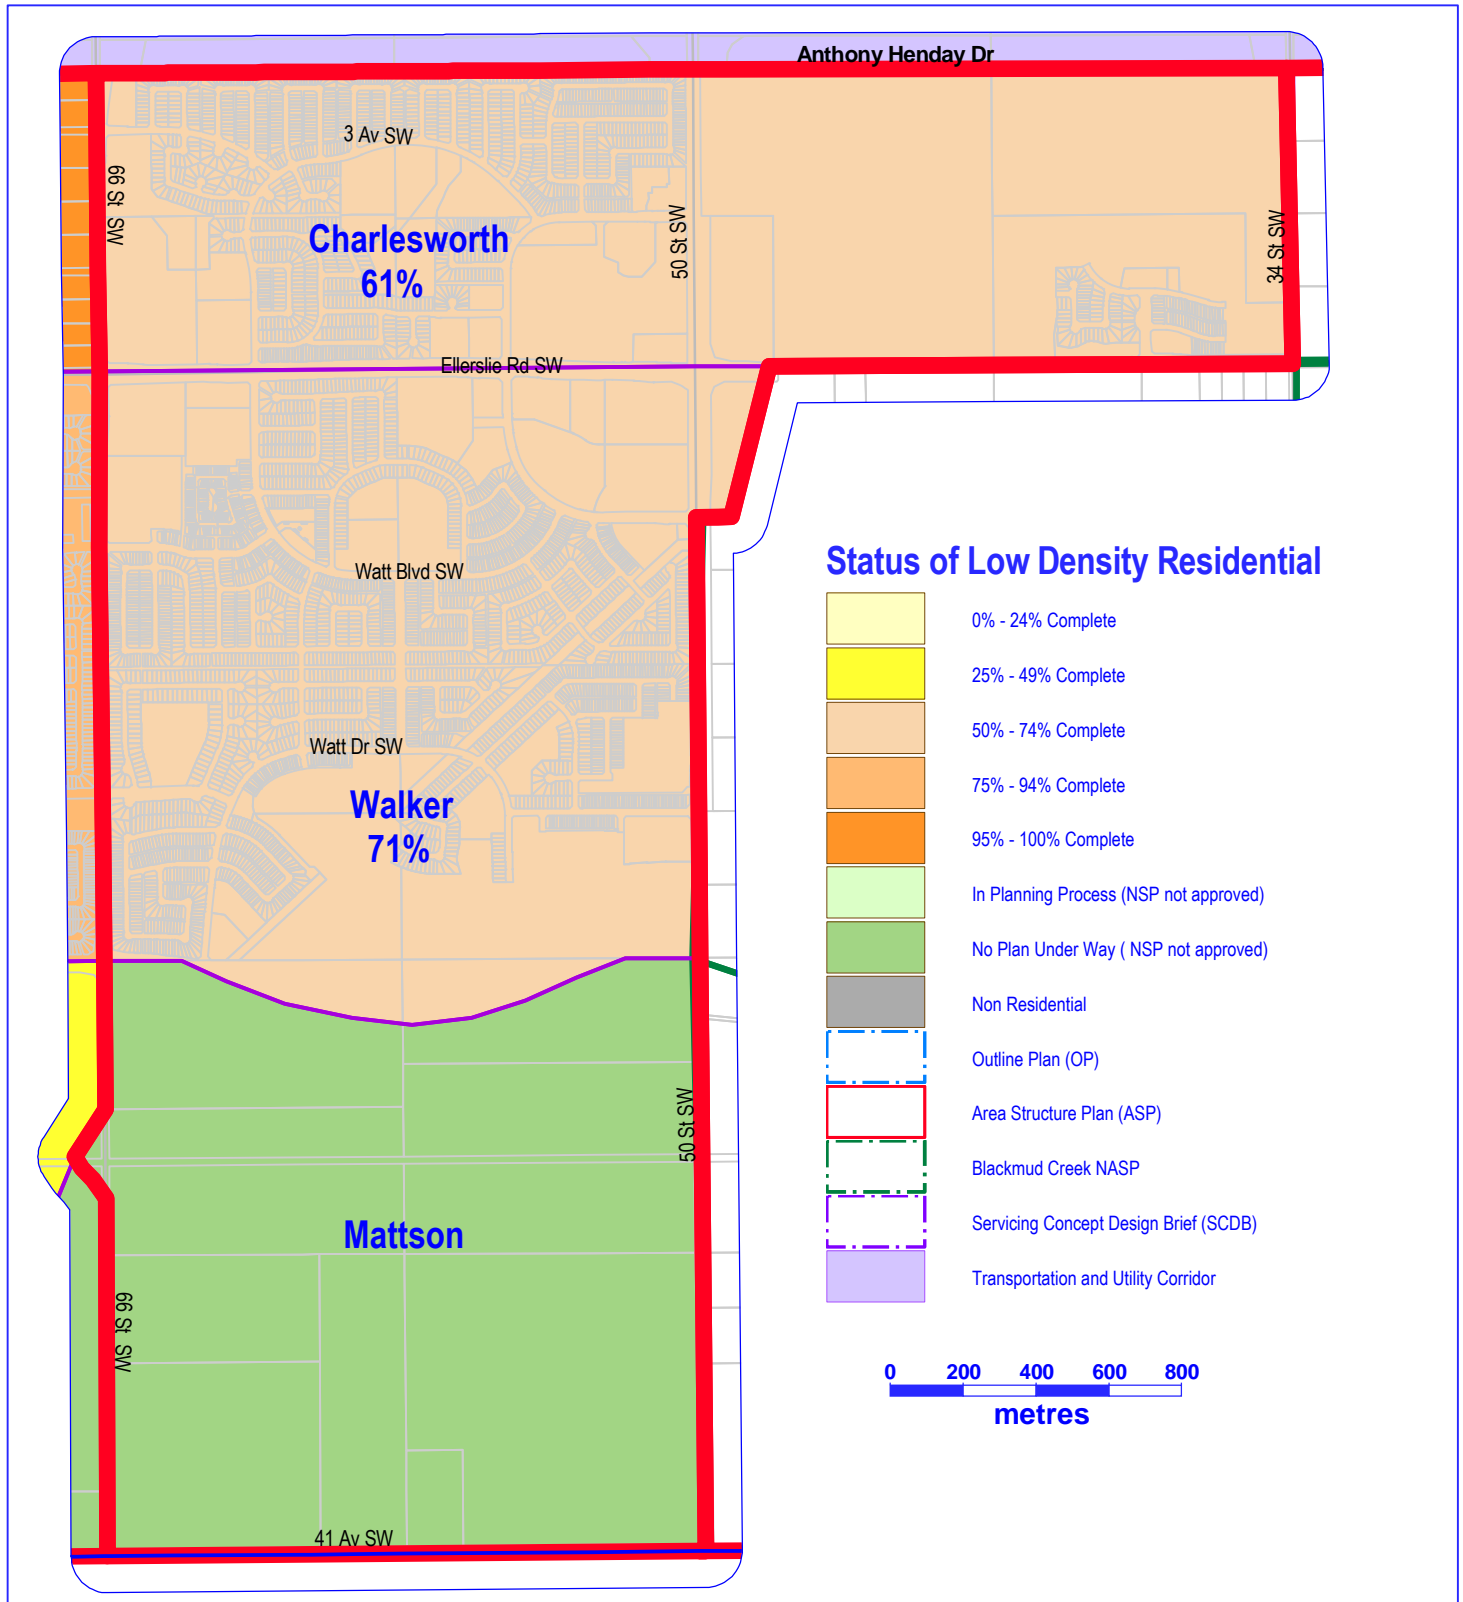 Anthony Henday Dr
3 Av SW
66 St SW
Charlesworth
61%
50 St SW
34 St SW
Ellerslie Rd SW
Watt Blvd SW
Watt Dr SW
Walker
71%
50 St SW
Mattson
66 St SW
41 Av SW
Status of Low Density Residential
0% - 24% Complete
25% - 49% Complete
50% - 74% Complete
75% - 94% Complete
95% - 100% Complete
In Planning Process (NSP not approved)
No Plan Under Way ( NSP not approved)
Non Residential
Outline Plan (OP)
Area Structure Plan (ASP)
Blackmud Creek NASP
Servicing Concept Design Brief (SCDB)
Transportation and Utility Corridor
0 200 400 600 800
metres